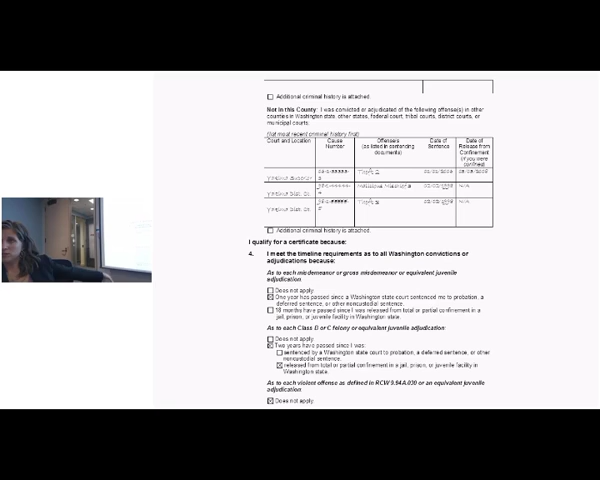 Additional criminal history is attached.
Not in this County: I was convicted or adjudicated of the following offense(s) in other
counties in Washington state, other states, federal court, tribal courts, district courts, or
municipal courts:
(list most recent criminal history first)
Court and Location
Cause
Number
Offense/s
(as listed in sentencing
documents)
Date of
Sentence
Date of
Release from
Confinement
(if you were
confined)
Theft 2
N/A
Theft 3
N/A
Additional criminal history is attached.
I qualify for a certificate because:
4. I meet the timeline requirements as to all Washington convictions or
adjudications because:
As to each misdemeanor or gross misdemeanor or equivalent juvenile
adjudication:
Does not apply.
One year has passed since a Washington state court sentenced me to probation, a
deferred sentence, or other noncustodial sentence.
18 months have passed since I was released from total or partial confinement in a
jail, prison, or juvenile facility in Washington state.
As to each Class B or C felony or equivalent juvenile adjudication:
Does not apply.
Two years have passed since I was:
sentenced by a Washington state court to probation, a deferred sentence, or other
noncustodial sentence.
released from total or partial confinement in a jail, prison, or juvenile facility in
Washington state.
As to each violent offense as defined in RCW 9.94A.030 or an equivalent juvenile
adjudication:
Does not apply.